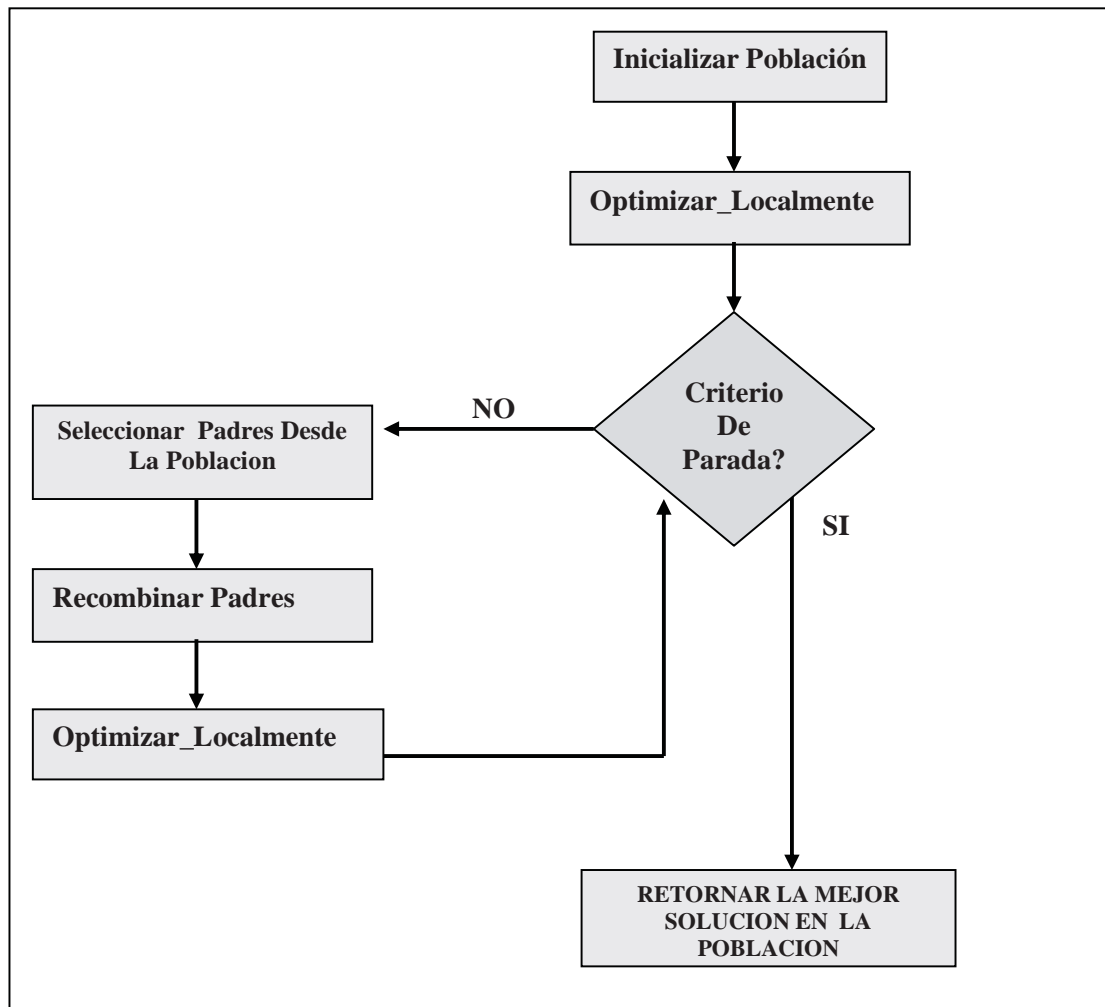 Inicializar Población
Optimizar_Localmente
Criterio
De
Parada?
NO
SI
Seleccionar Padres Desde
La Poblacion
Recombinar Padres
Optimizar_Localmente
RETORNAR LA MEJOR
SOLUCION EN LA
POBLACION